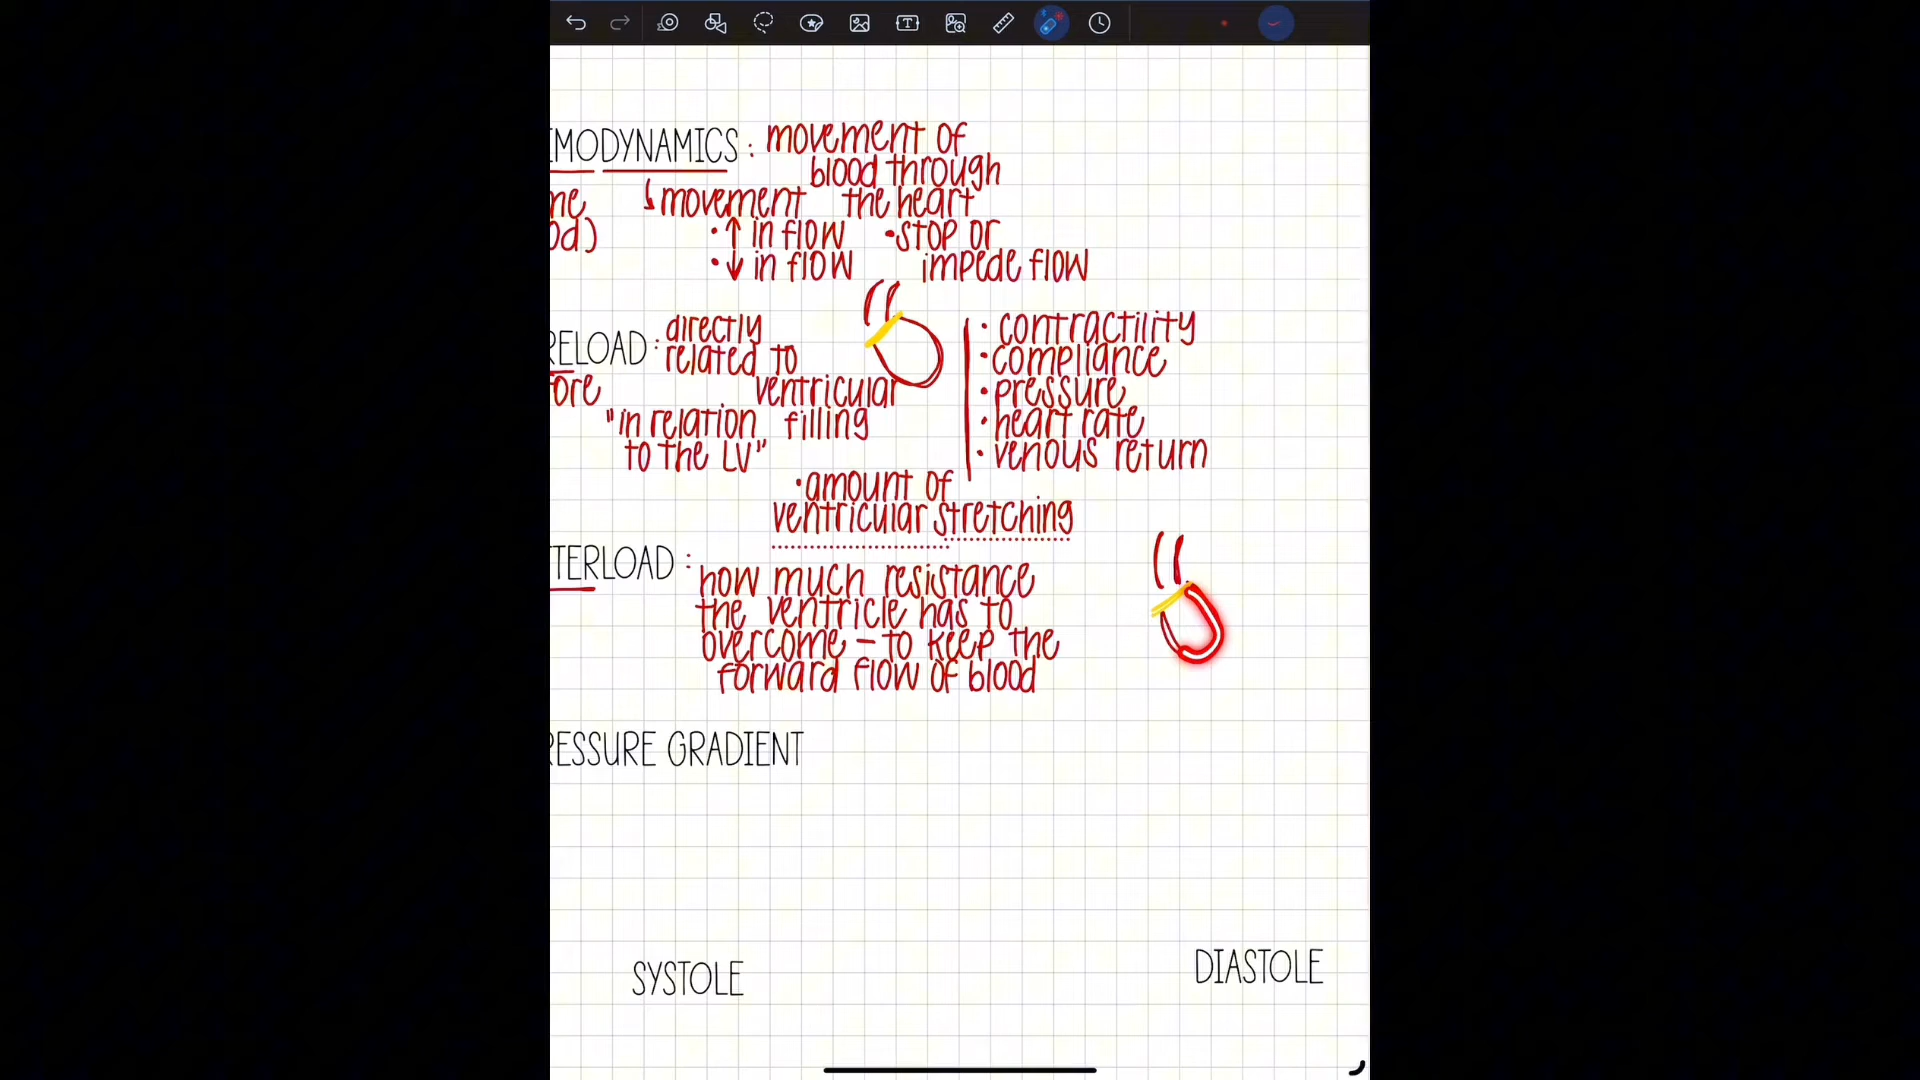 EMODYNAMICS : movement of
blood through
the heart
me
od)
movement
• ↑ in flow
• ↓ in flow
• stop or
impede flow
RELOAD : directly
related to
ventricular
filling
ore
"in relation
to the LV"
• contractility
• compliance
• pressure
• heart rate
• venous return
• amount of
ventricular stretching
TERLOAD :
how much resistance
the ventricle has to
overcome – to keep the
forward flow of blood
RESSURE GRADIENT
SYSTOLE
DIASTOLE